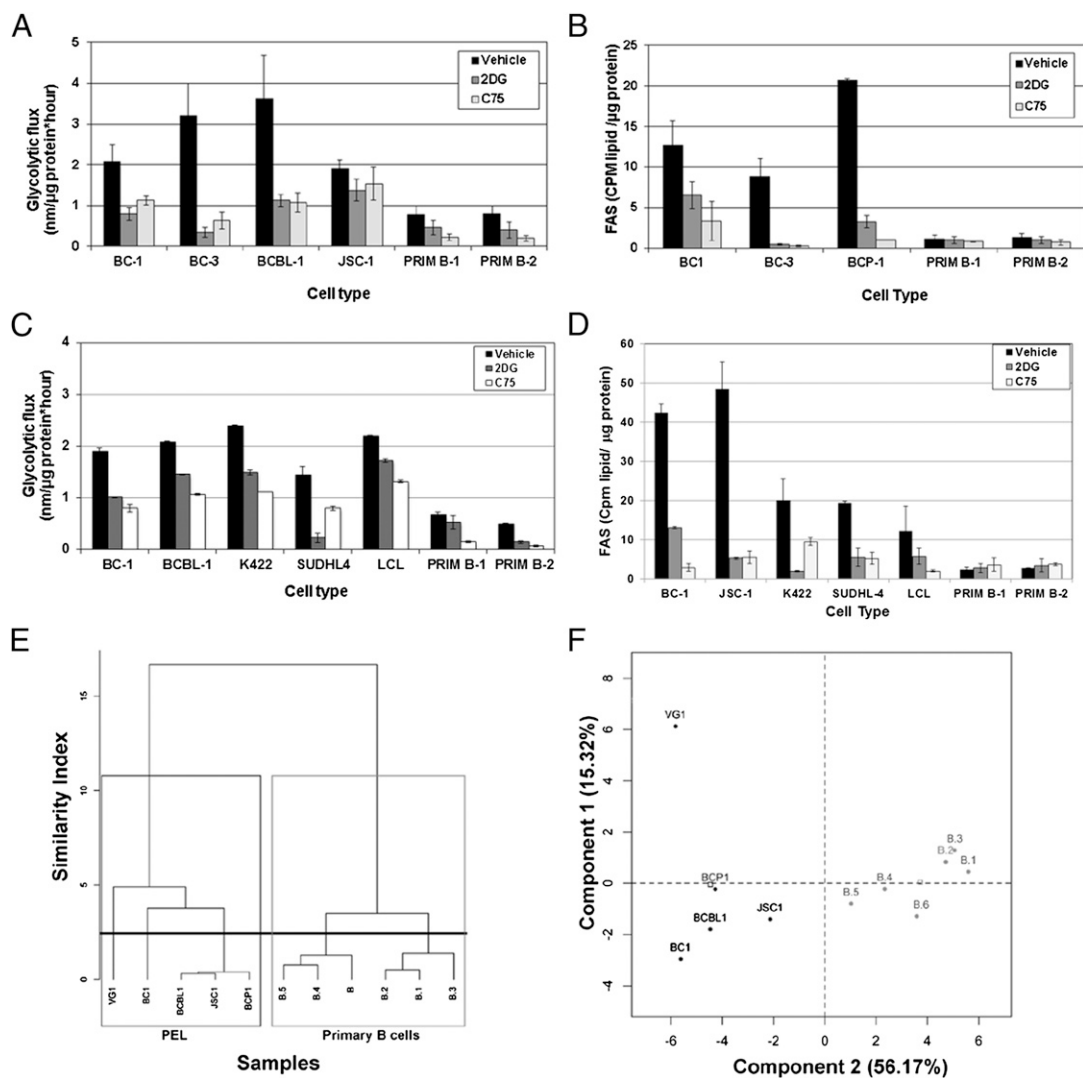 A
Glycolytic flux
(nm/µg protein*hour)
5
4
3
2
1
0
Vehicle
2DG
C75
BC-1 BC-3 BCBL-1 JSC-1 PRIM B-1 PRIM B-2
Cell type
B
FAS (CPM lipid /µg protein)
25
20
15
10
5
0
Vehicle
2DG
C75
BC1 BC-3 BCP-1 PRIM B-1 PRIM B-2
Cell Type
C
Glycolytic flux
(nm/µg protein*hour)
4
3
2
1
0
Vehicle
2DG
C75
BC-1 BCBL-1 K422 SUDHL4 LCL PRIM B-1 PRIM B-2
Cell type
D
FAS (Cpm lipid/ µg protein)
60
50
40
30
20
10
0
Vehicle
2DG
C75
BC-1 JSC-1 K422 SUDHL-4 LCL PRIM B-1 PRIM B-2
Cell Type
E
Similarity Index
15
10
5
0
VG1 BC1 BCBL1 JSC1 BCP1 B.5 B.4 B B.2 B.1 B.3
PEL Primary B cells
Samples
F
Component 1 (15.32%)
8
6
4
2
0
-2
-4
VG1
B.3
B.2
B.1
BCP1
B.4
B.5
B.6
JSC1
BCBL1
BC1
-6 -4 -2 0 2 4 6
Component 2 (56.17%)